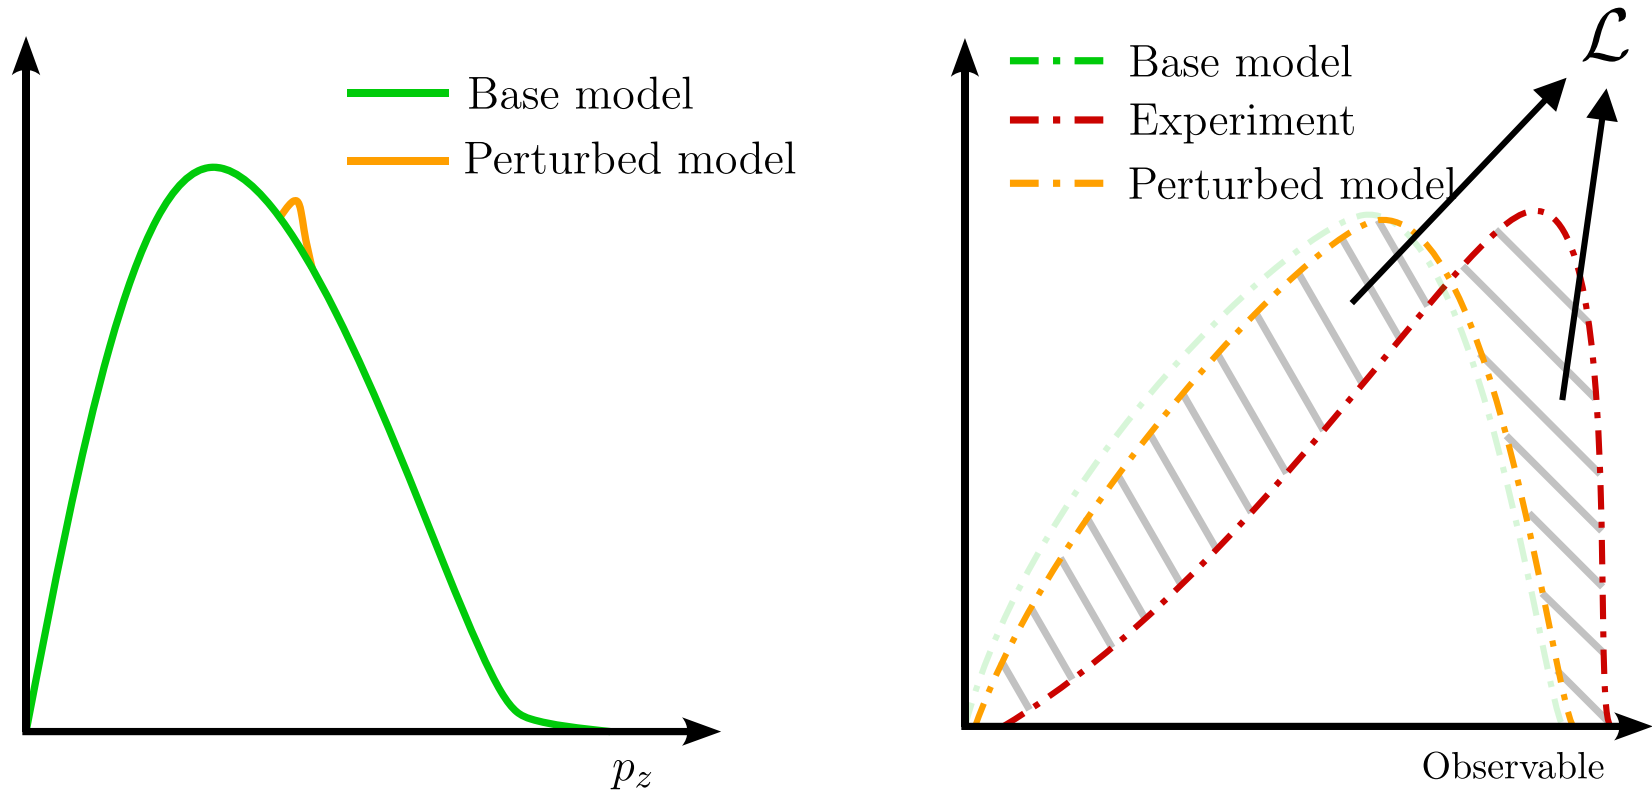 Base model
Perturbed model
p_z
ℒ
Base model
Experiment
Perturbed model
Observable